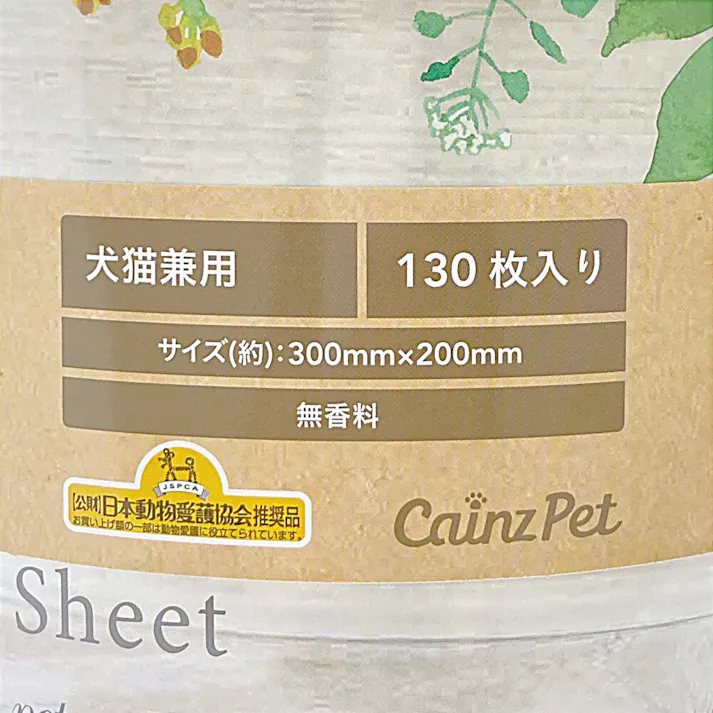 犬猫兼用
130 枚入り
サイズ(約):300mm×200mm
無香料
JSPCA
【公財】日本動物愛護協会推奨品
お買い上げ額の一部は動物愛護に役立てられています。
CainzPet
Sheet
pet